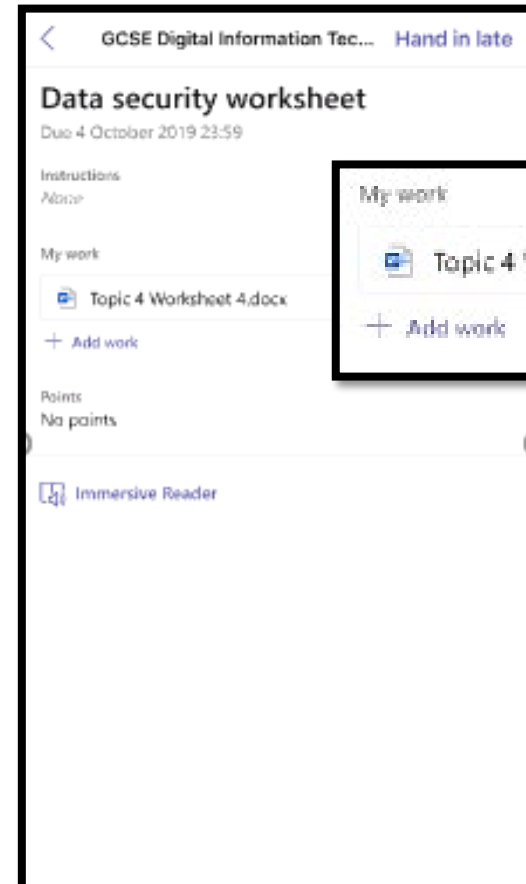 GCSE Digital Information Tec... Hand in late
Data security worksheet
Due 4 October 2019 23:59
Instructions
None
My work
Topic 4 Worksheet 4.docx
+ Add work
Points
No points
Immersive Reader
My work
Topic 4
+ Add work